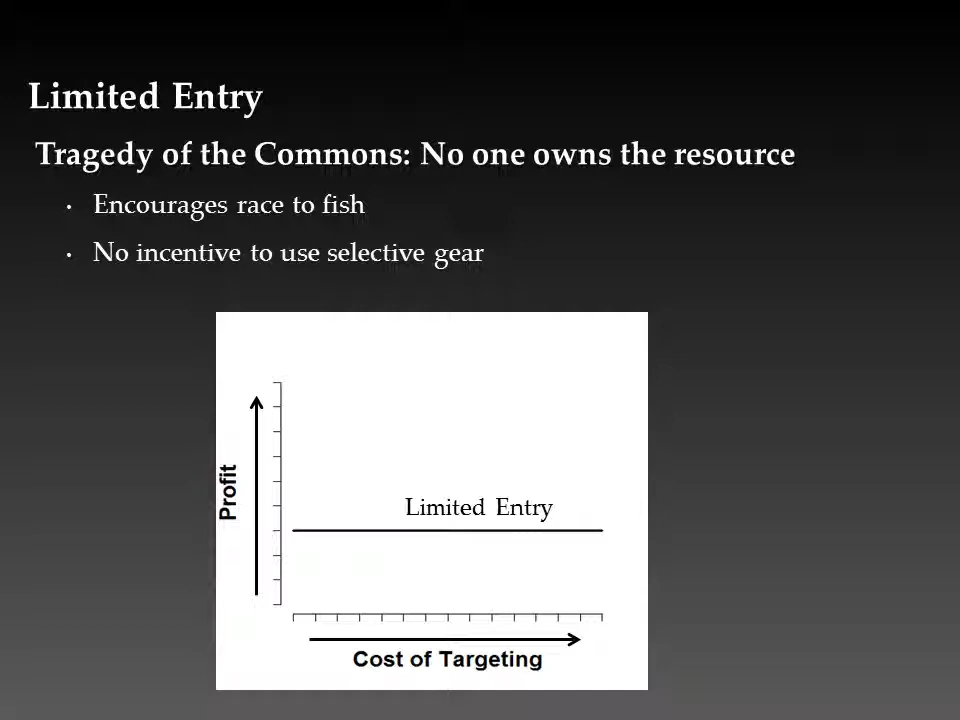 Limited Entry
Tragedy of the Commons: No one owns the resource
• Encourages race to fish
• No incentive to use selective gear
Profit
Limited Entry
Cost of Targeting